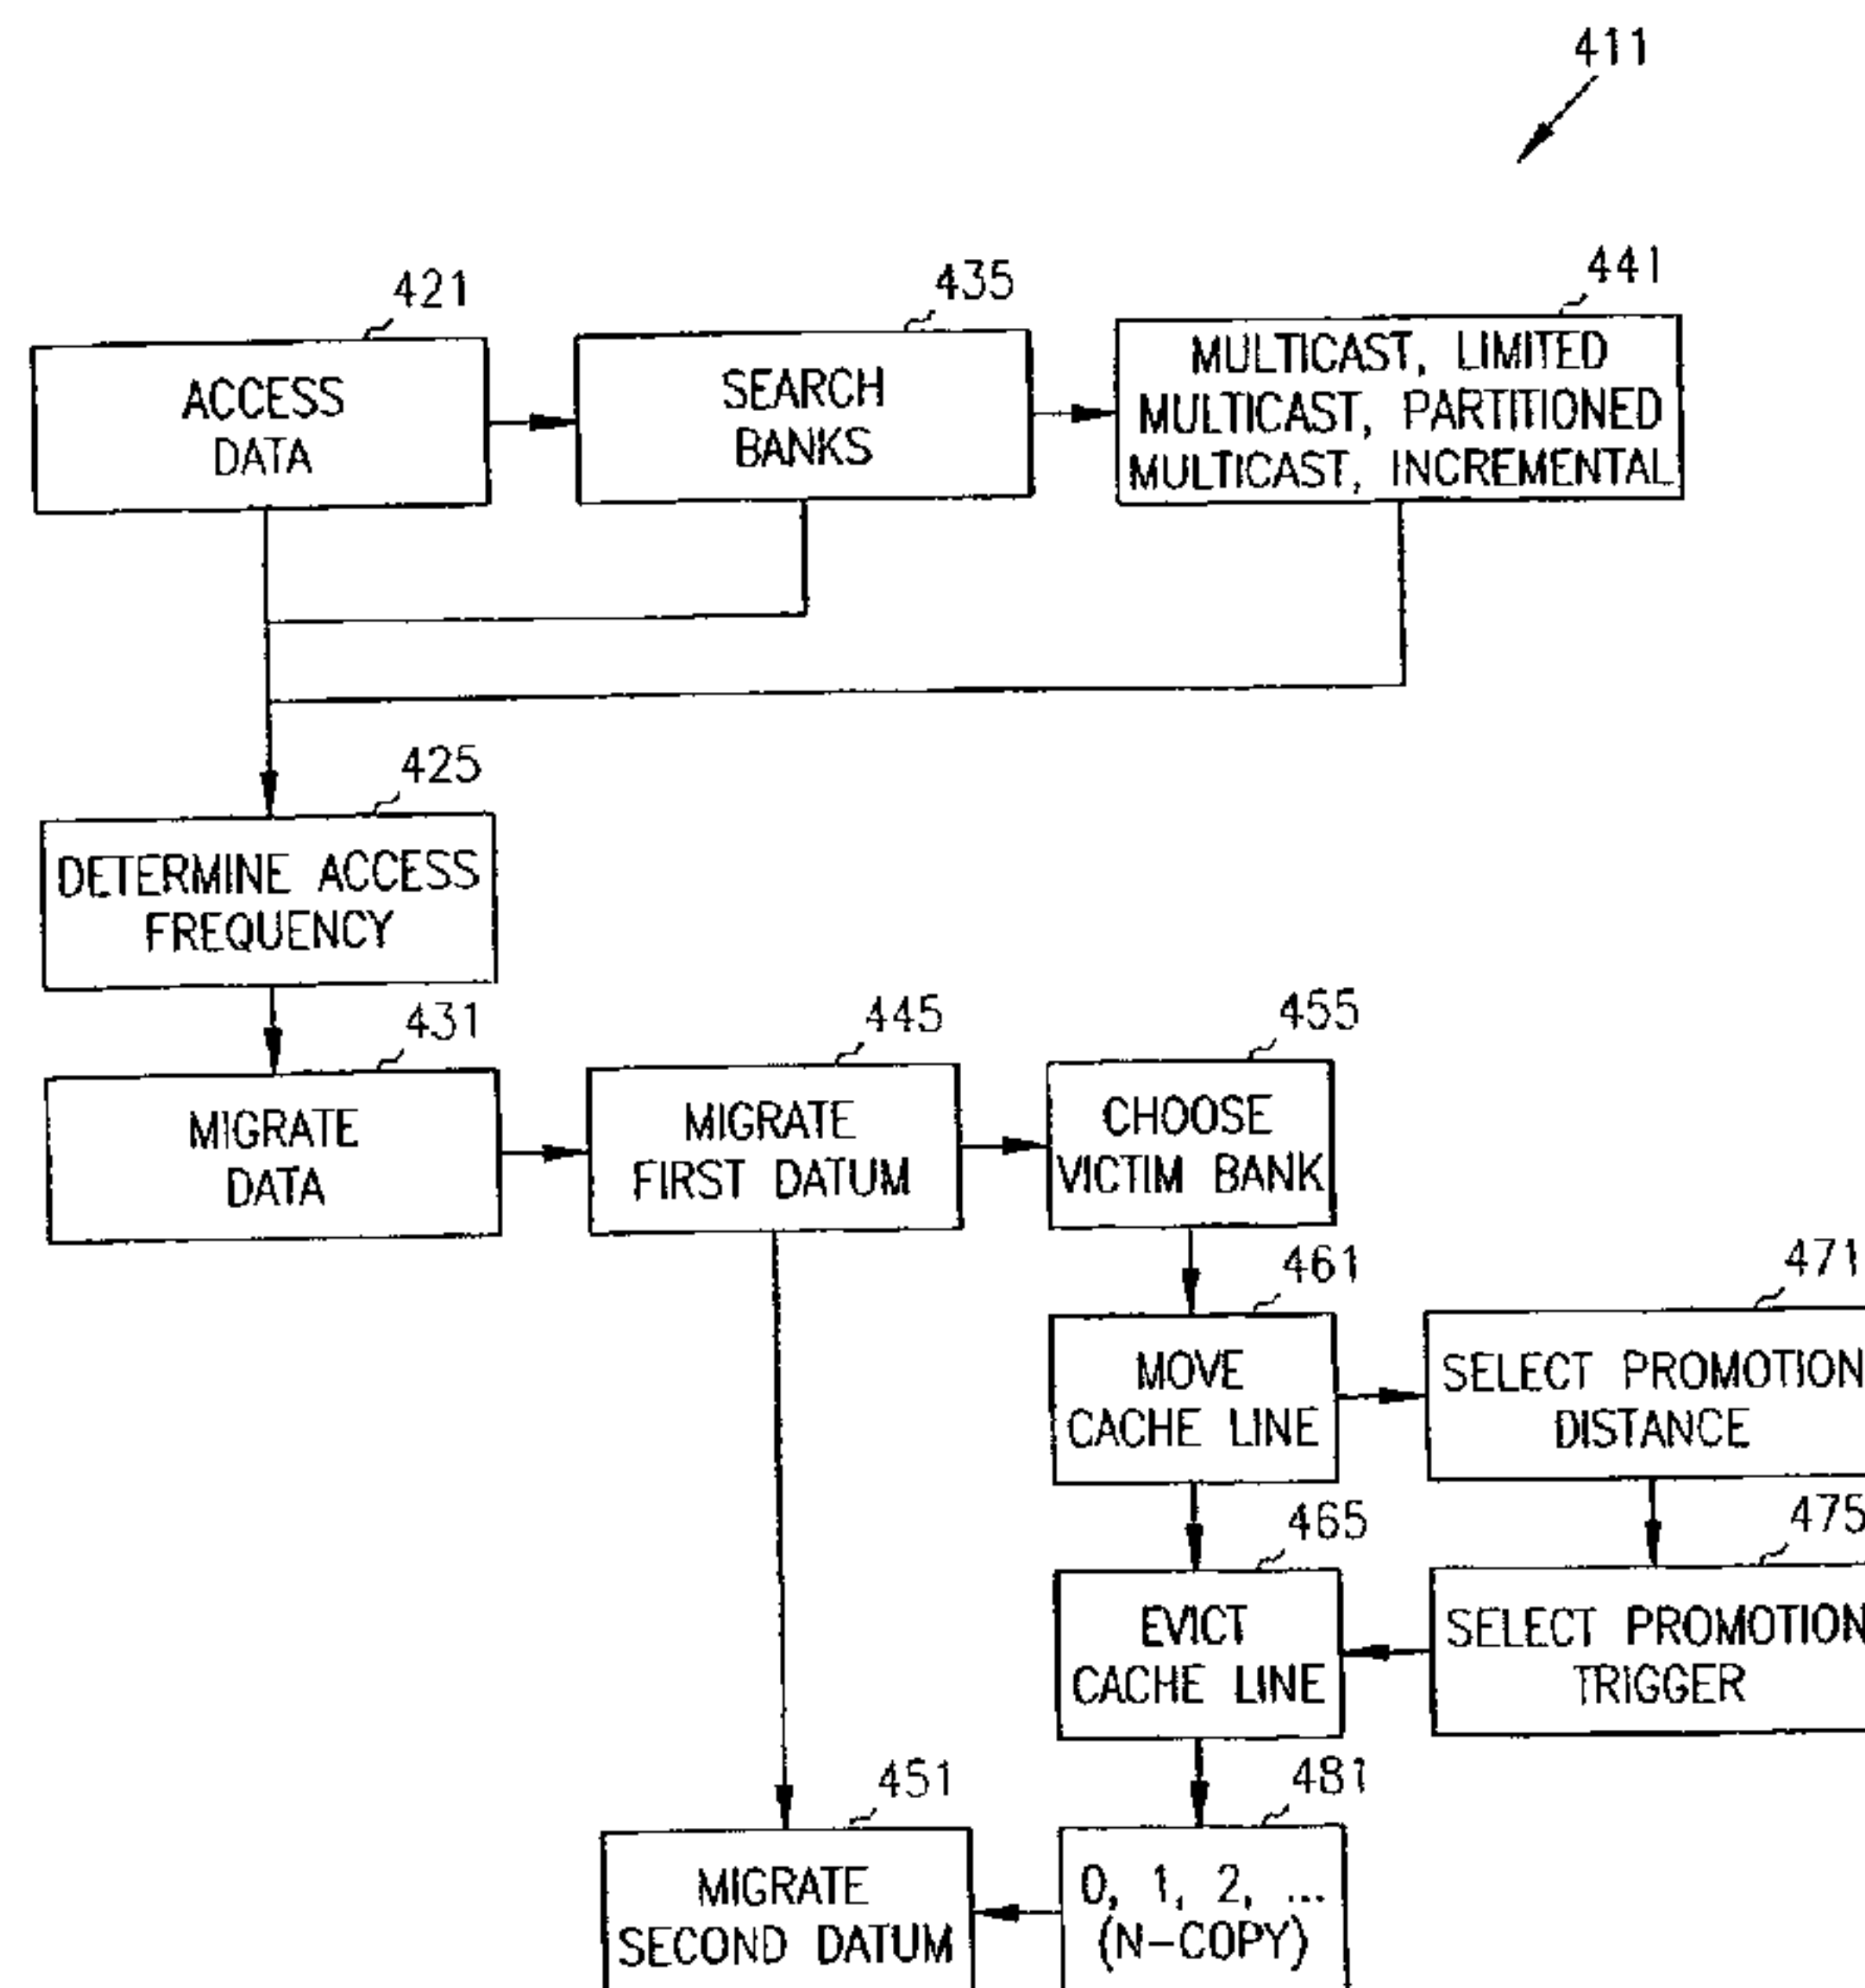 411
421
ACCESS
DATA
435
SEARCH
BANKS
441
MULTICAST, LIMITED
MULTICAST, PARTITIONED
MULTICAST, INCREMENTAL
425
DETERMINE ACCESS
FREQUENCY
431
MIGRATE
DATA
445
MIGRATE
FIRST DATUM
455
CHOOSE
VICTIM BANK
461
MOVE
CACHE LINE
471
SELECT PROMOTION
DISTANCE
465
EVICT
CACHE LINE
475
SELECT PROMOTION
TRIGGER
451
MIGRATE
SECOND DATUM
481
0, 1, 2, ...
(N-COPY)